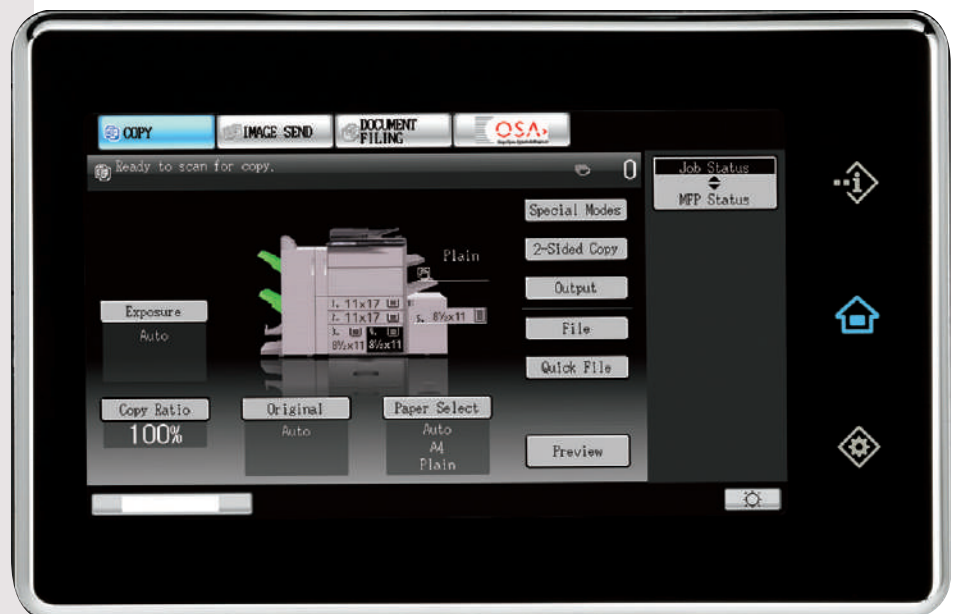 COPY
IMAGE SEND
DOCUMENT
FILING
OSA
Ready to scan for copy.
0
Job Status
MFP Status
Special Modes
2-Sided Copy
Output
File
Quick File
Preview
Plain
1. 11x17
2. 11x17
3.
4.
8½x11
8½x11
5. 8½x11
Exposure
Auto
Copy Ratio
100%
Original
Auto
Paper Select
Auto
A4
Plain